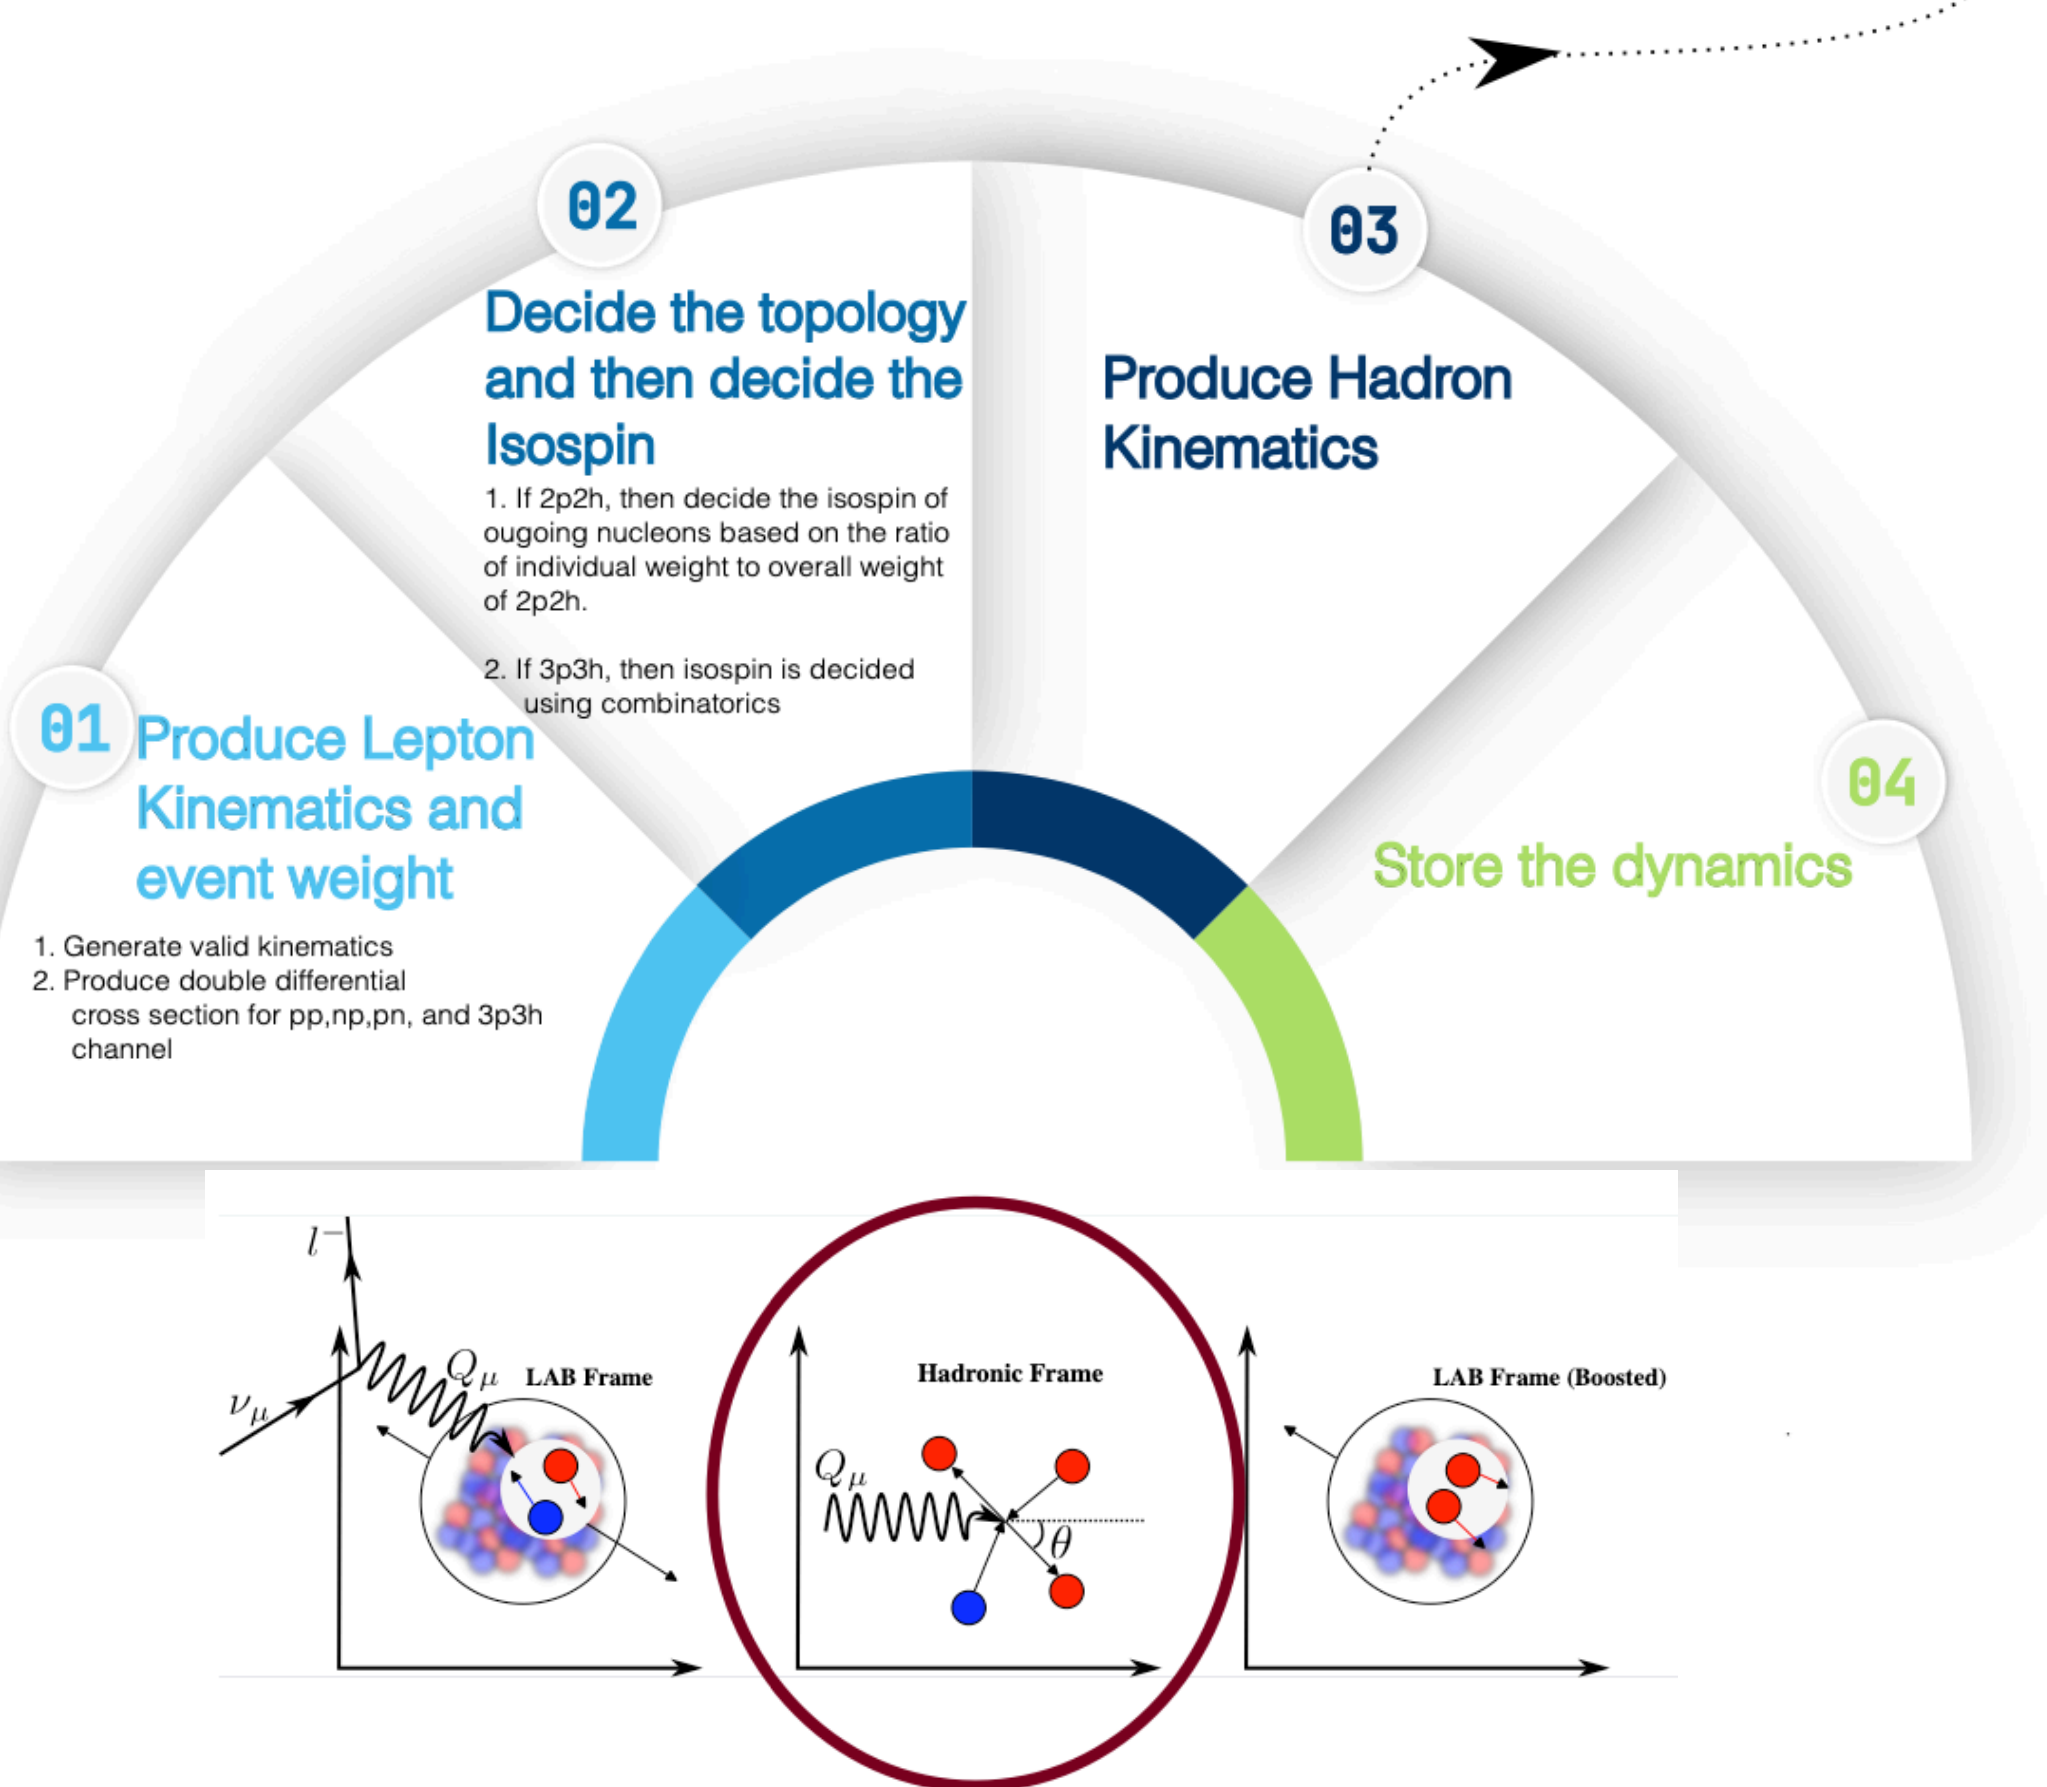 02
Decide the topology
and then decide the
Isospin
1. If 2p2h, then decide the isospin of
ougoing nucleons based on the ratio
of individual weight to overall weight
of 2p2h.
2. If 3p3h, then isospin is decided
using combinatorics
03
Produce Hadron
Kinematics
01
Produce Lepton
Kinematics and
event weight
1. Generate valid kinematics
2. Produce double differential
cross section for pp,np,pn, and 3p3h
channel
04
Store the dynamics
l⁻
ν_μ
Q_μ
LAB Frame
Hadronic Frame
Q_μ
θ
LAB Frame (Boosted)